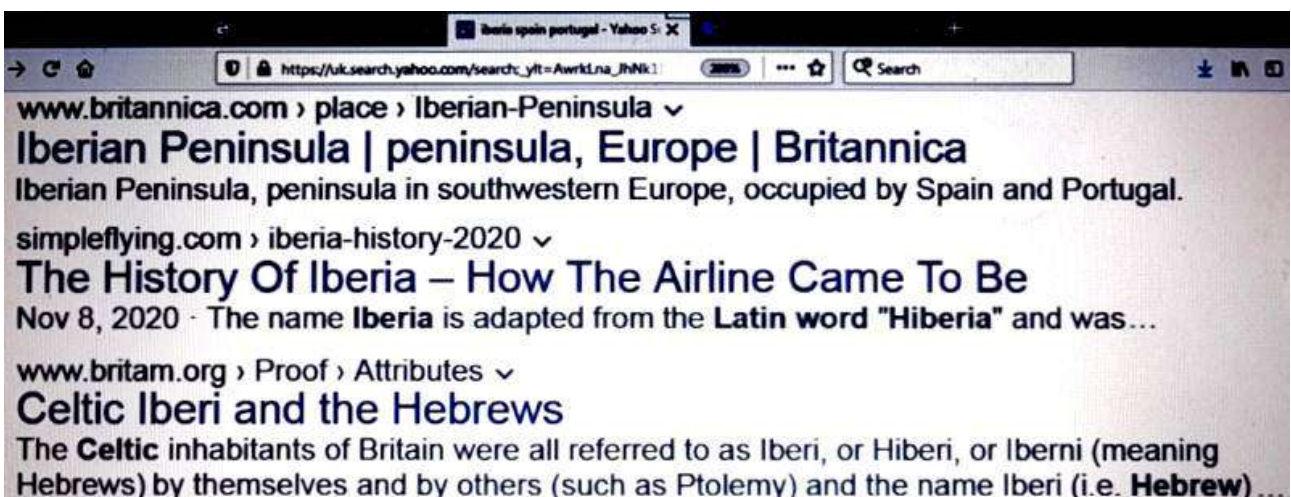 iberia spain portugal - Yahoo S
https://uk.search.yahoo.com/search;_ylt=AwrkLna_JhNk1
Search
www.britannica.com › place › Iberian-Peninsula
Iberian Peninsula | peninsula, Europe | Britannica
Iberian Peninsula, peninsula in southwestern Europe, occupied by Spain and Portugal.
simpleflying.com › iberia-history-2020
The History Of Iberia – How The Airline Came To Be
Nov 8, 2020 · The name Iberia is adapted from the Latin word "Hiberia" and was…
www.britam.org › Proof › Attributes
Celtic Iberi and the Hebrews
The Celtic inhabitants of Britain were all referred to as Iberi, or Hiberi, or Iberni (meaning
Hebrews) by themselves and by others (such as Ptolemy) and the name Iberi (i.e. Hebrew) ...